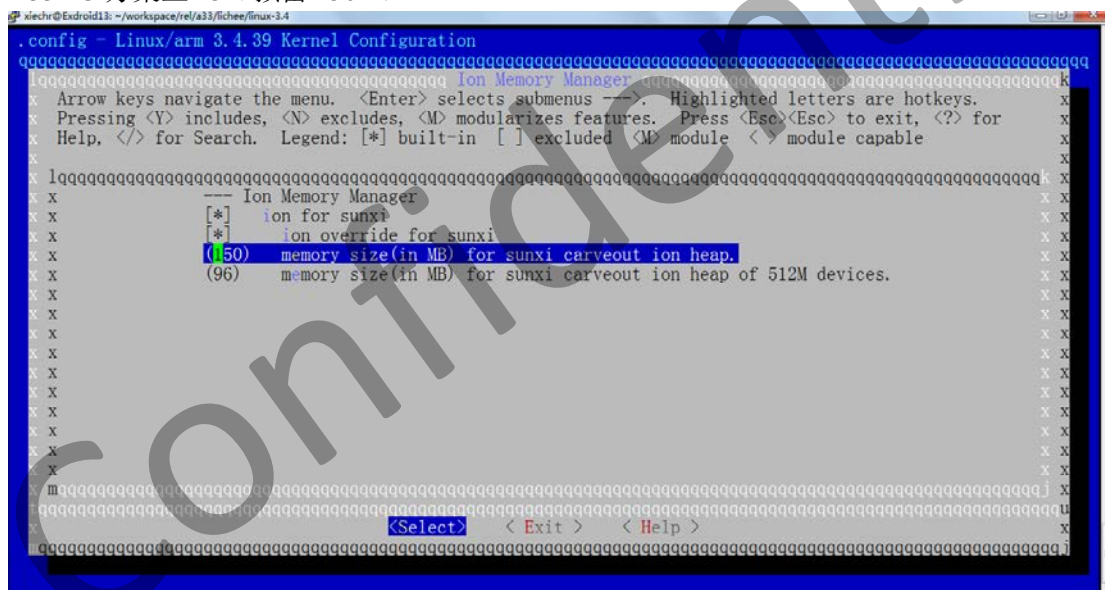 xiechr@Exdroid13: ~/workspace/rel/a33/lichee/linux-3.4
.config - Linux/arm 3.4.39 Kernel Configuration
Ion Memory Manager
Arrow keys navigate the menu. <Enter> selects submenus --->. Highlighted letters are hotkeys.
Pressing <Y> includes, <N> excludes, <M> modularizes features. Press <Esc><Esc> to exit, <?> for
Help, </> for Search. Legend: [*] built-in [ ] excluded <M> module < > module capable
--- Ion Memory Manager
[*] ion for sunxi
[*] ion override for sunxi
(150) memory size(in MB) for sunxi carveout ion heap.
(96) memory size(in MB) for sunxi carveout ion heap of 512M devices.
<Select> < Exit > < Help >
Confident